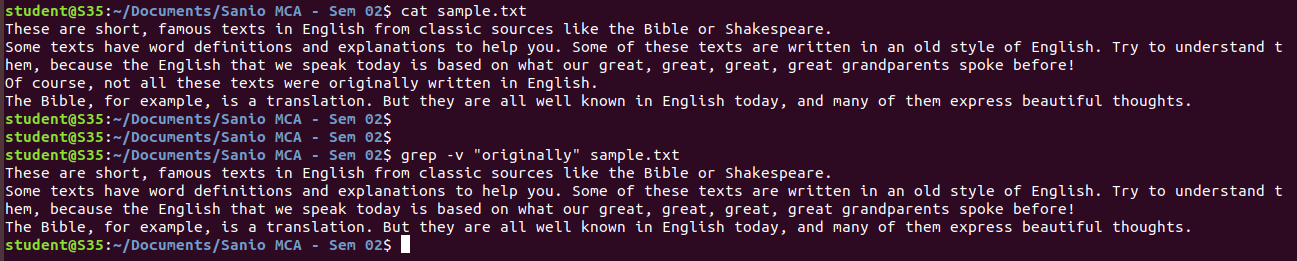 student@S35:~/Documents/Sanio MCA - Sem 02$ cat sample.txt
These are short, famous texts in English from classic sources like the Bible or Shakespeare.
Some texts have word definitions and explanations to help you. Some of these texts are written in an old style of English. Try to understand t
hem, because the English that we speak today is based on what our great, great, great, great grandparents spoke before!
Of course, not all these texts were originally written in English.
The Bible, for example, is a translation. But they are all well known in English today, and many of them express beautiful thoughts.
student@S35:~/Documents/Sanio MCA - Sem 02$
student@S35:~/Documents/Sanio MCA - Sem 02$
student@S35:~/Documents/Sanio MCA - Sem 02$ grep -v "originally" sample.txt
These are short, famous texts in English from classic sources like the Bible or Shakespeare.
Some texts have word definitions and explanations to help you. Some of these texts are written in an old style of English. Try to understand t
hem, because the English that we speak today is based on what our great, great, great, great grandparents spoke before!
The Bible, for example, is a translation. But they are all well known in English today, and many of them express beautiful thoughts.
student@S35:~/Documents/Sanio MCA - Sem 02$